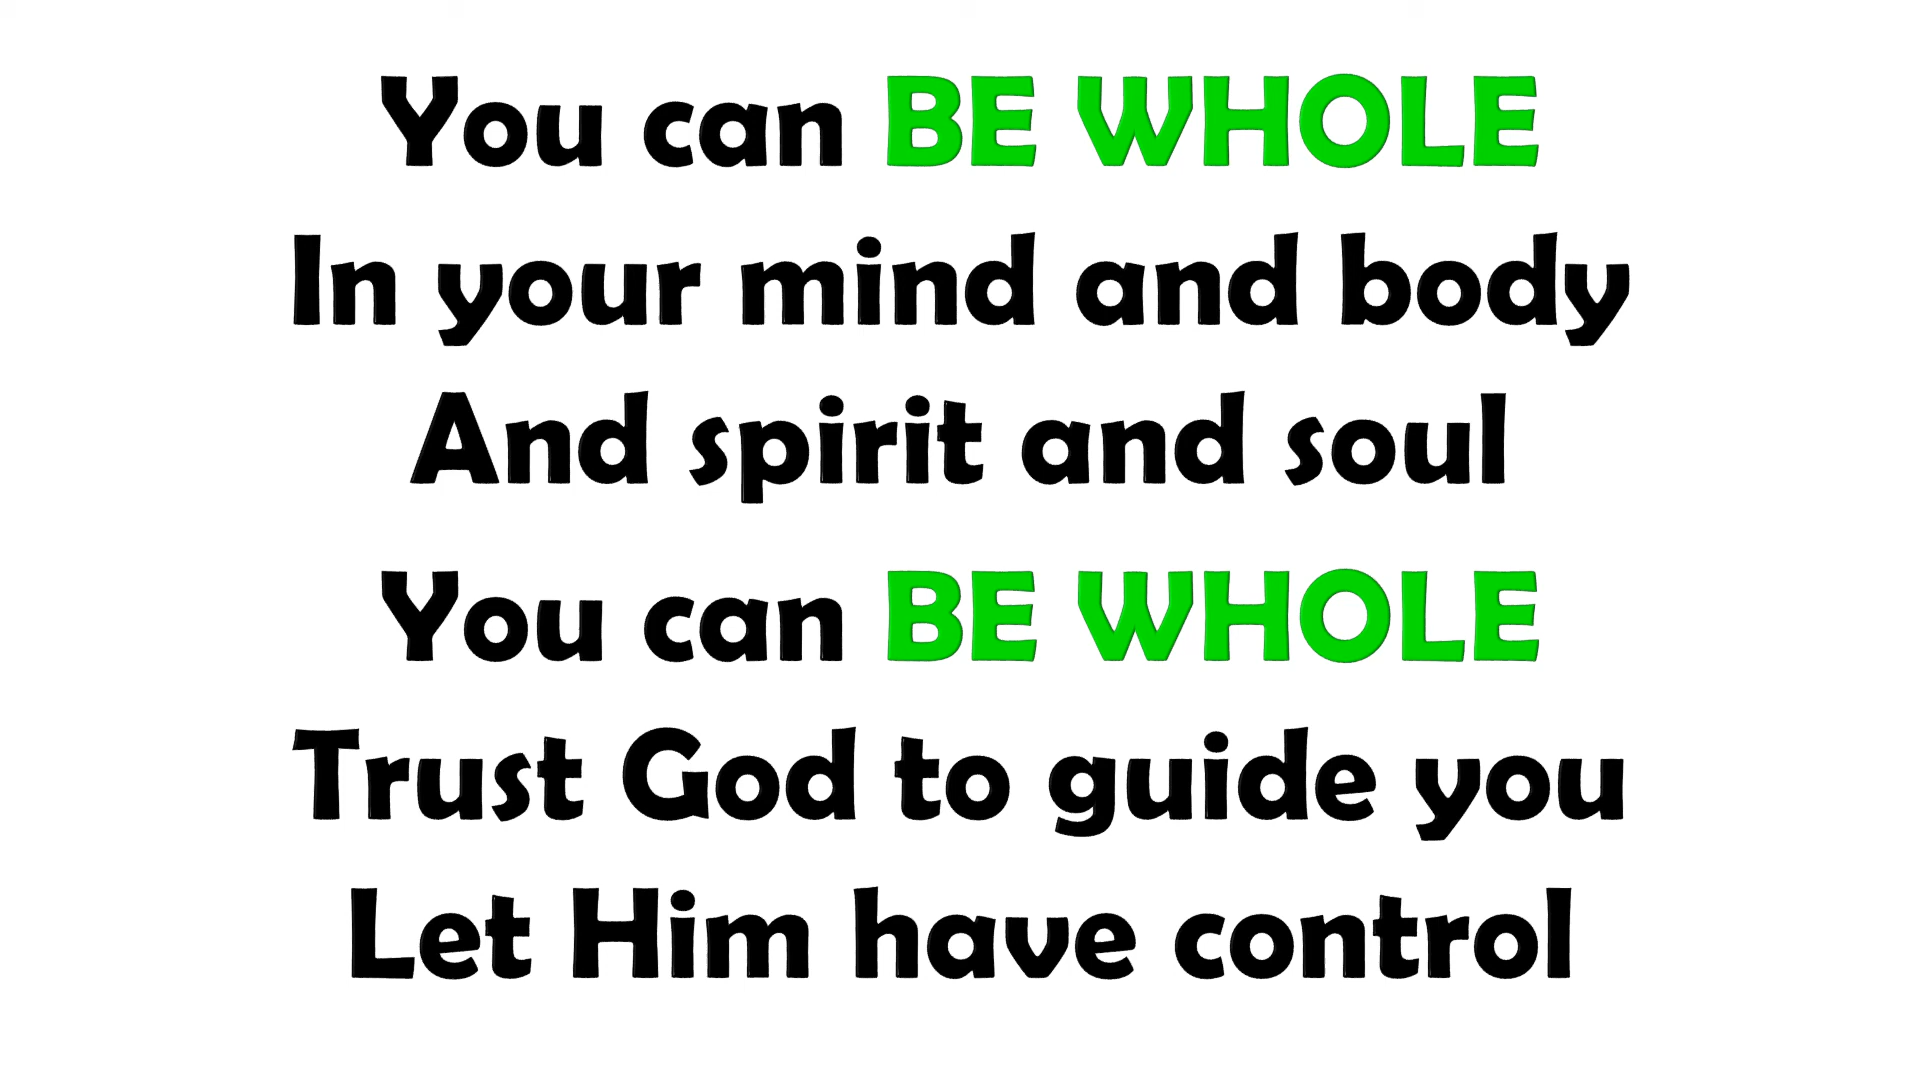 You can BE WHOLE
In your mind and body
And spirit and soul
You can BE WHOLE
Trust God to guide you
Let Him have control